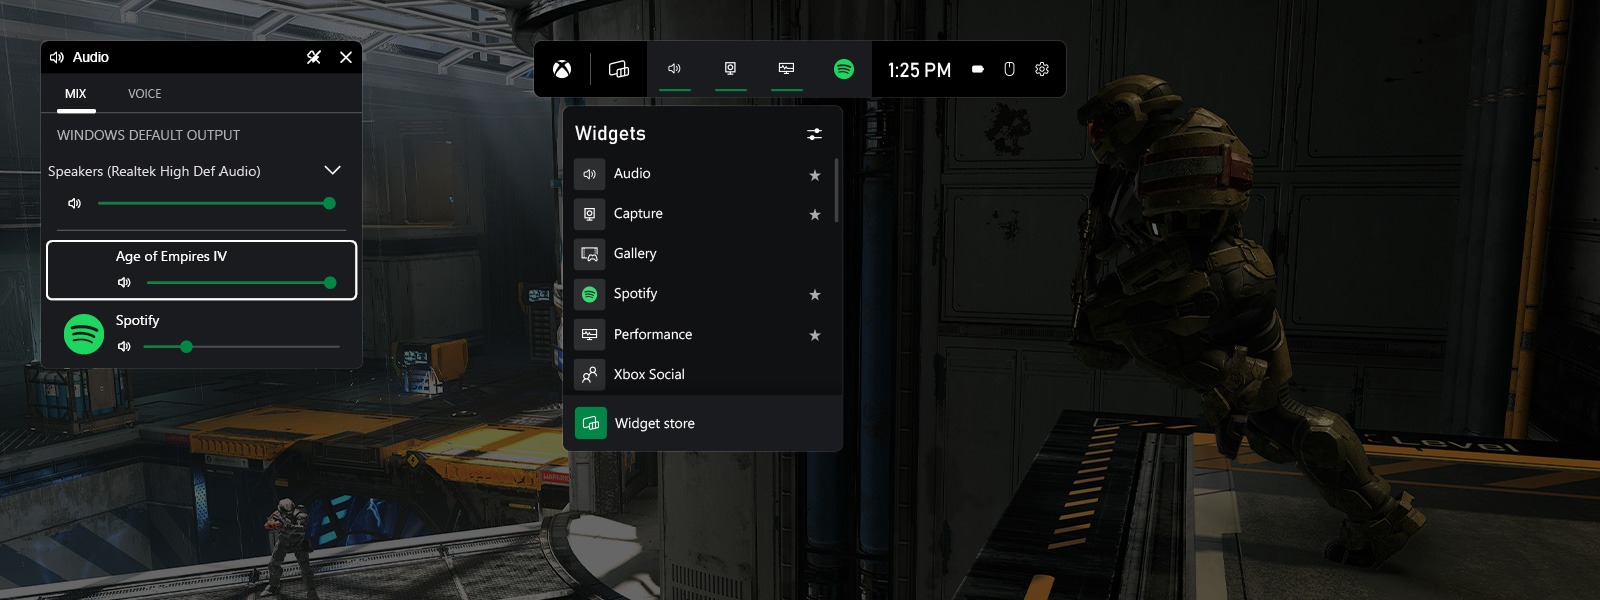 Audio
MIX
VOICE
WINDOWS DEFAULT OUTPUT
Speakers (Realtek High Def Audio)
Age of Empires IV
Spotify
1:25 PM
Widgets
Audio
Capture
Gallery
Spotify
Performance
Xbox Social
Widget store
Level